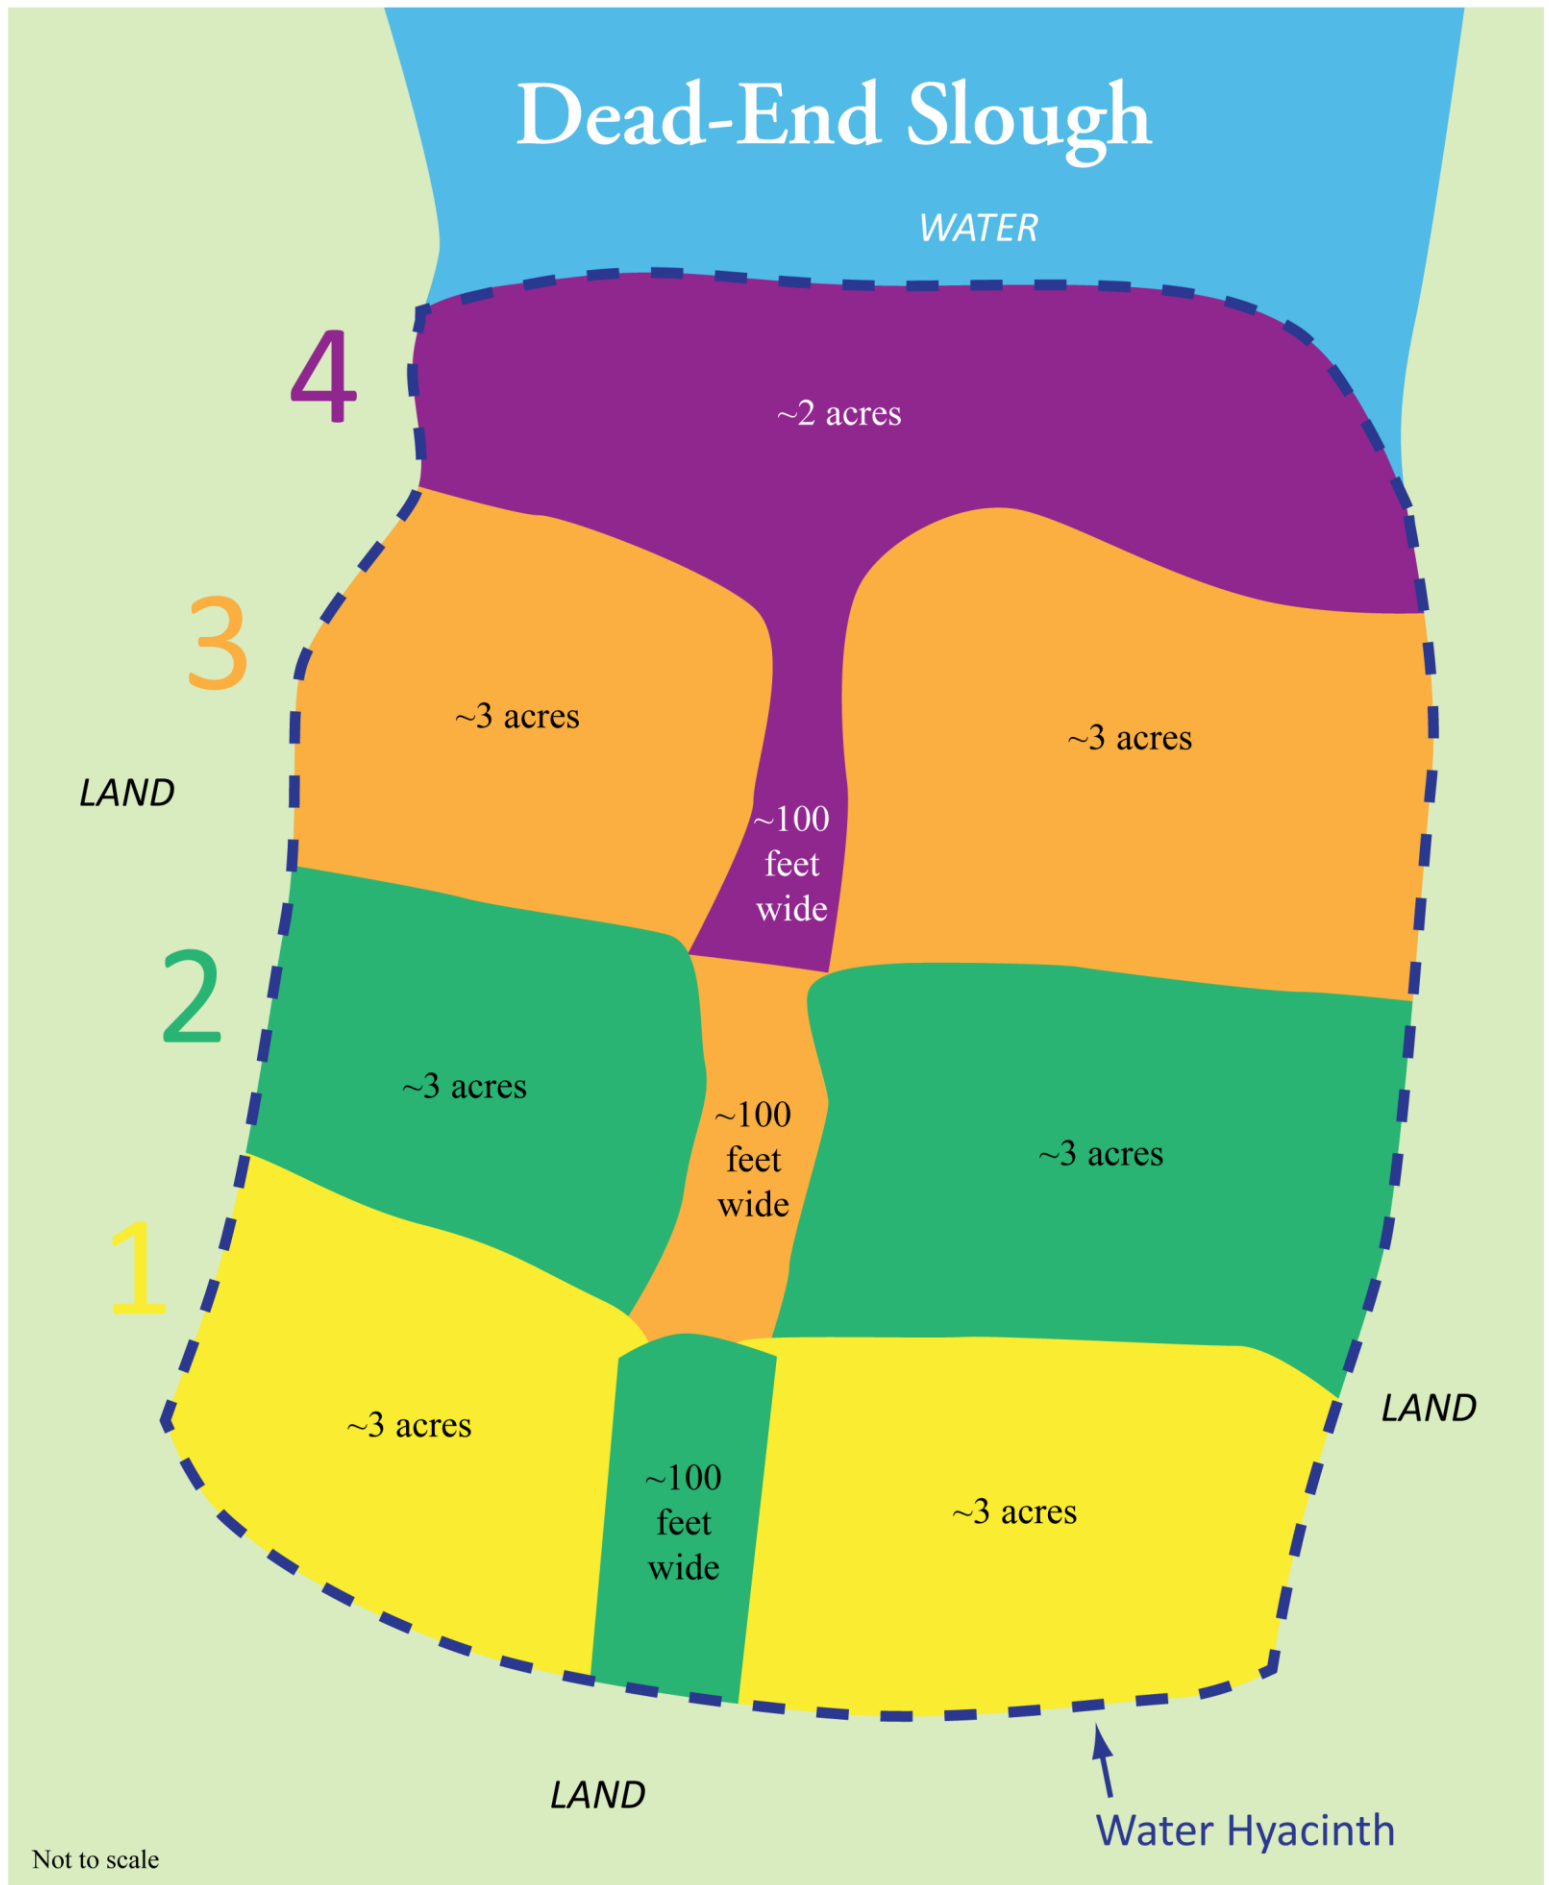 Dead-End Slough
WATER
4
~2 acres
3
~3 acres
~3 acres
LAND
~100
feet
wide
2
~3 acres
~100
feet
wide
~3 acres
1
~3 acres
~100
feet
wide
~3 acres
LAND
LAND
Water Hyacinth
Not to scale